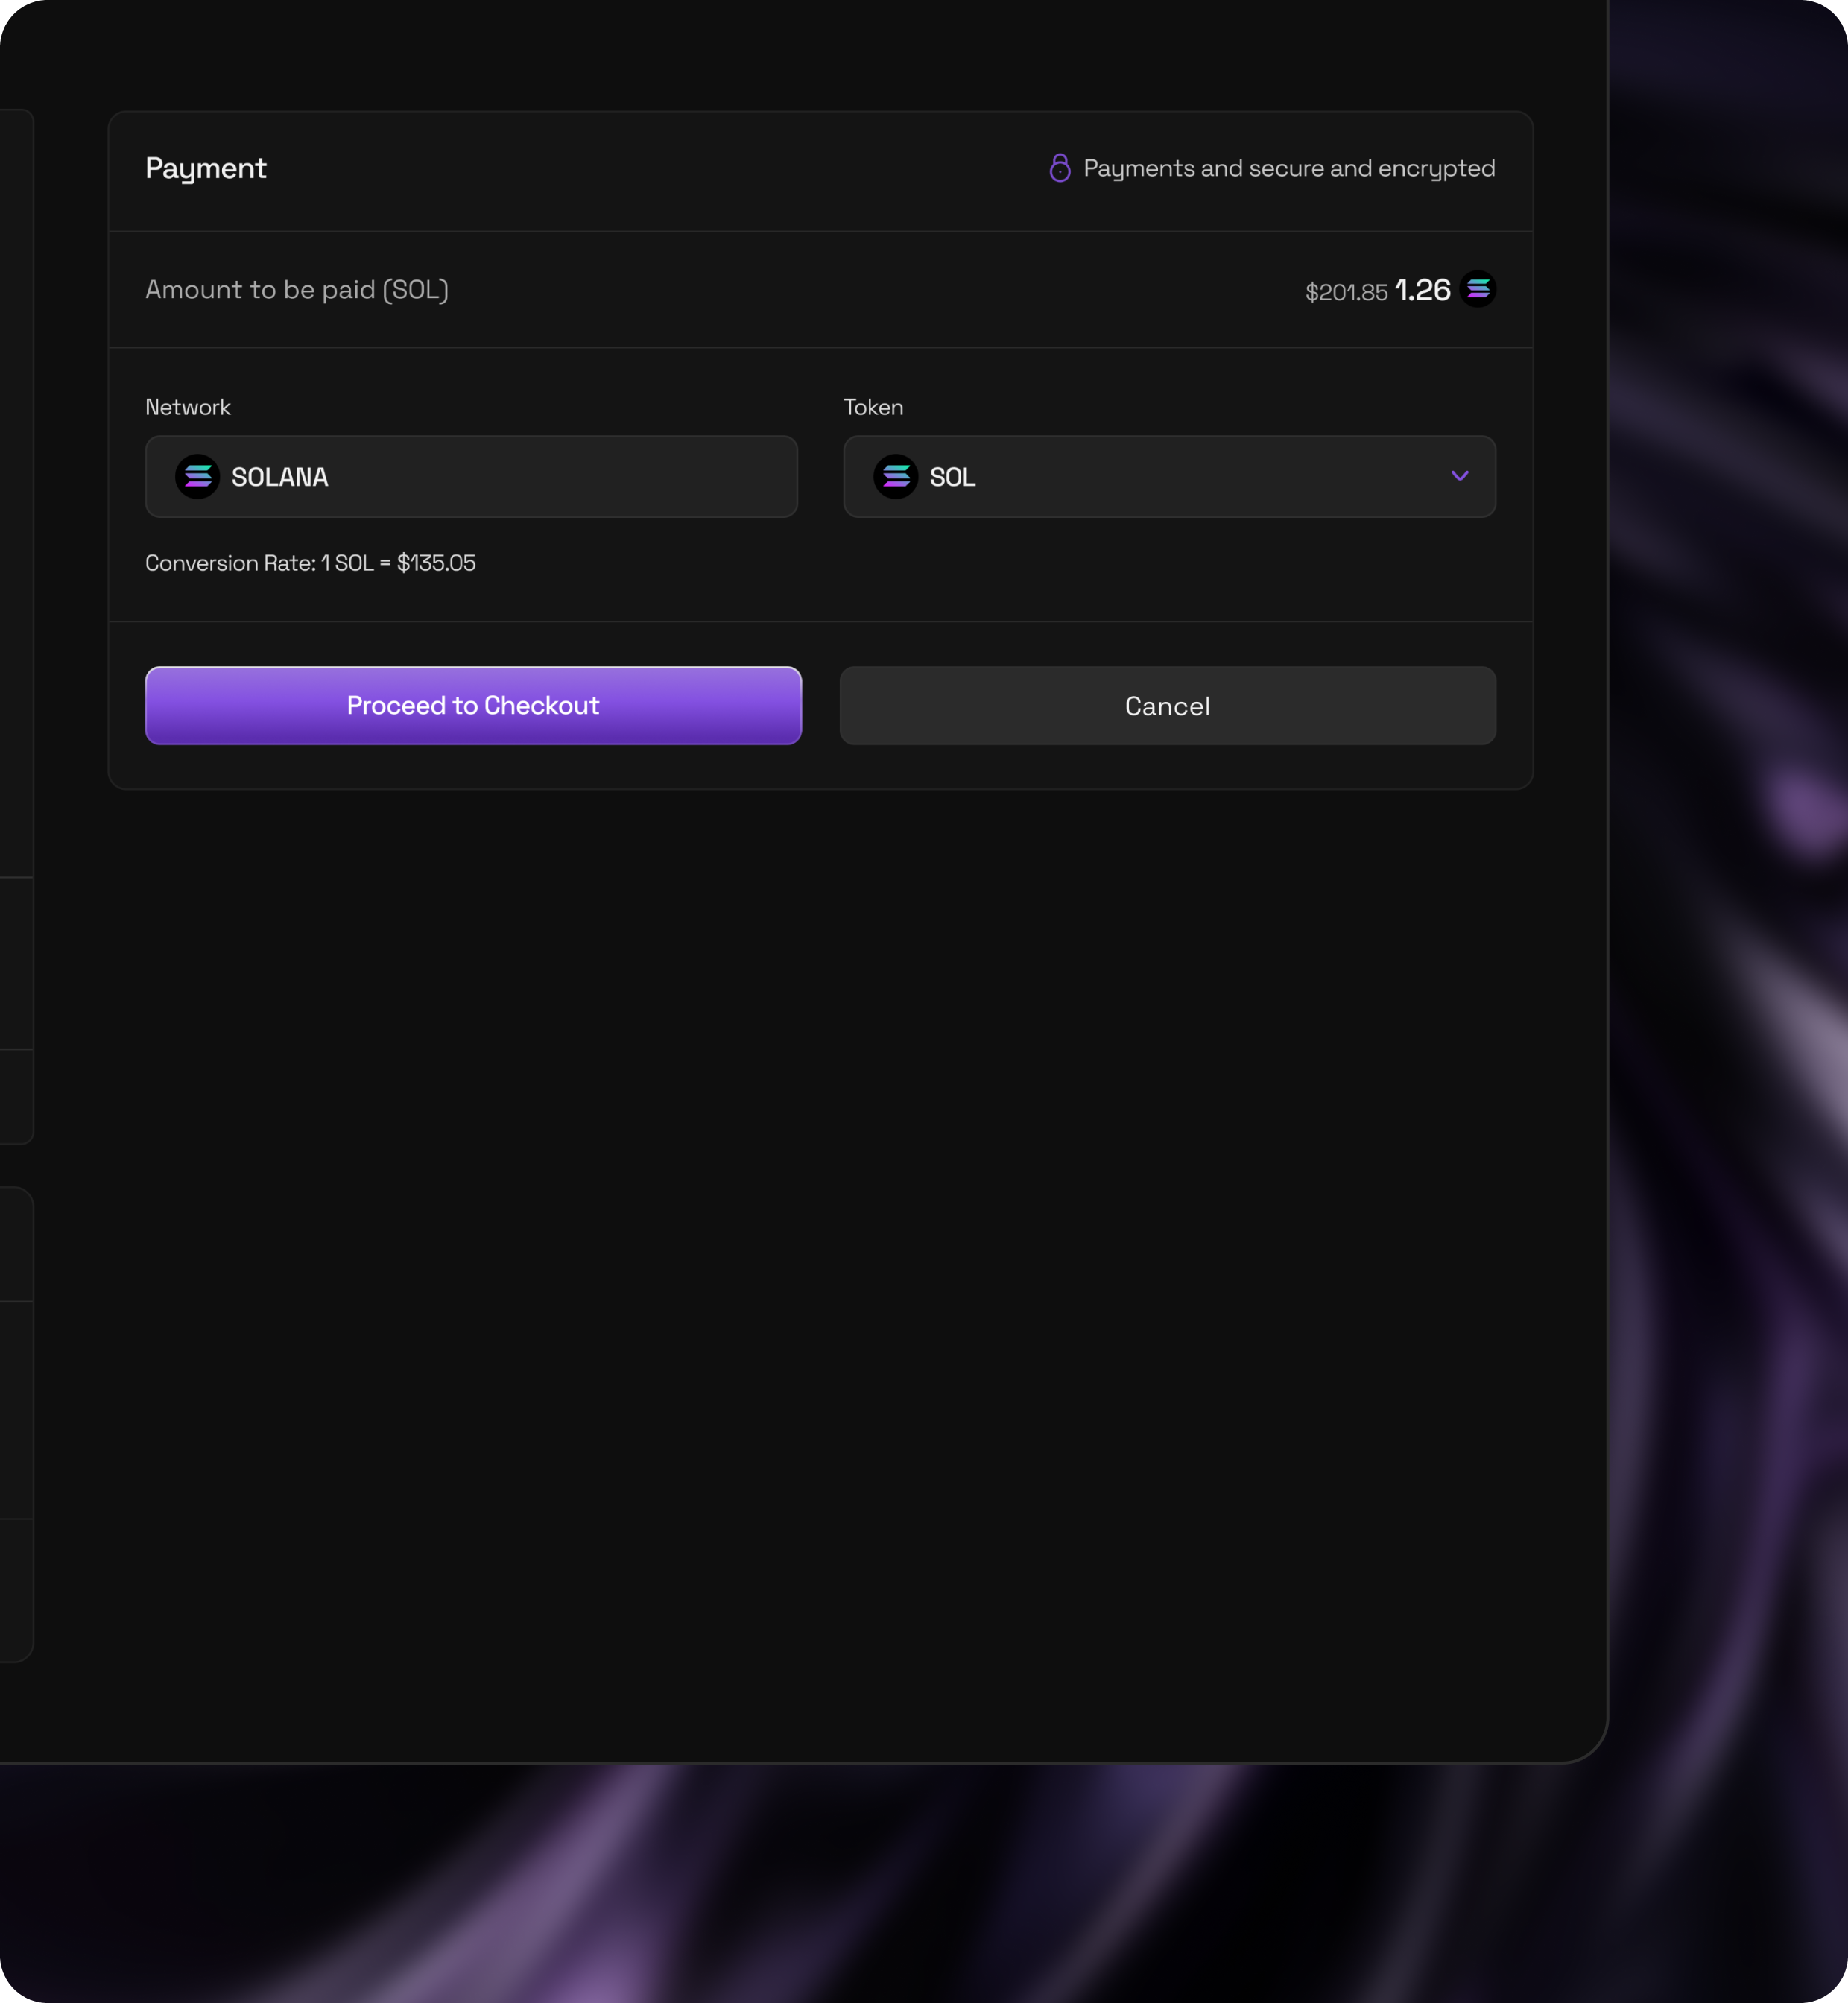 Payment
Payments and secure and encrypted
Amount to be paid (SOL)
$201.85 1.26
Network
Token
SOLANA
SOL
Conversion Rate: 1 SOL = $135.05
Proceed to Checkout
Cancel